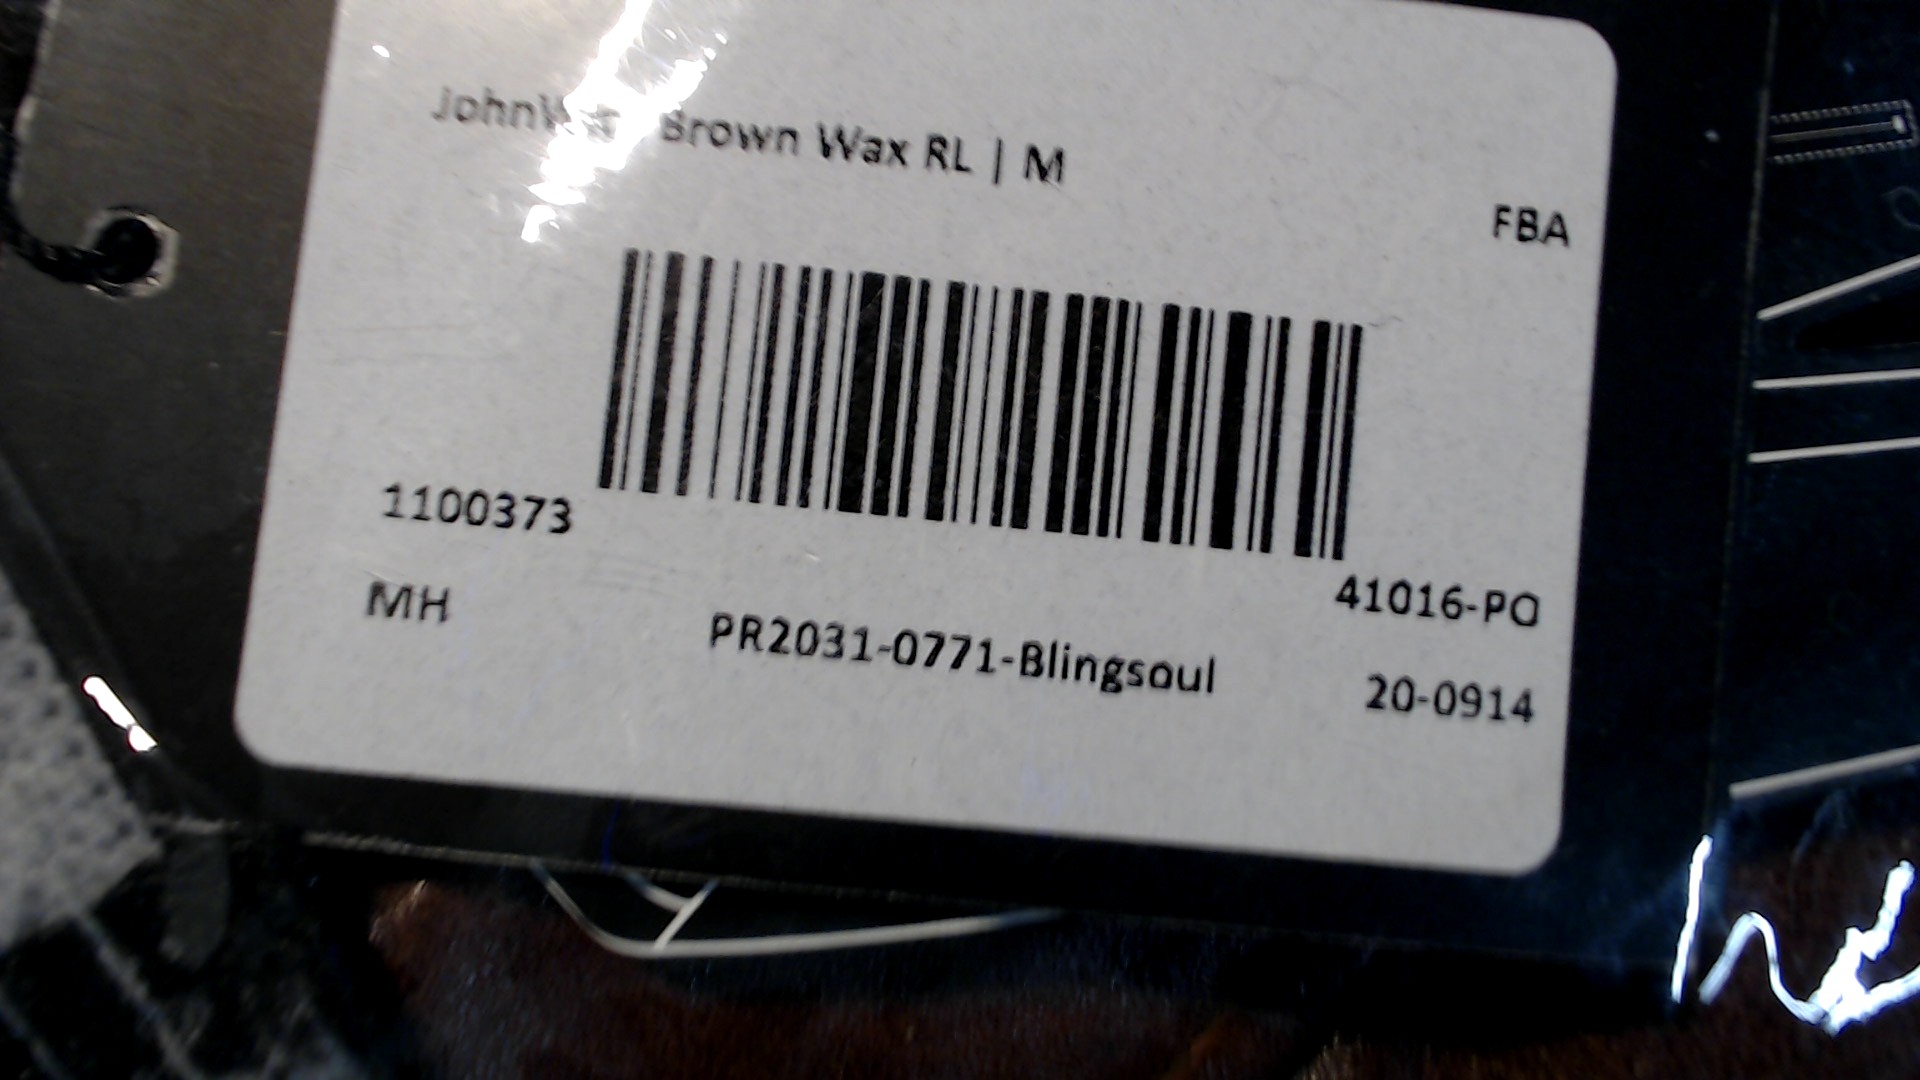 Brown Wax RL | M
FBA
1100373
41016-PO
MH
PR2031-0771-Blingsoul
20-0914